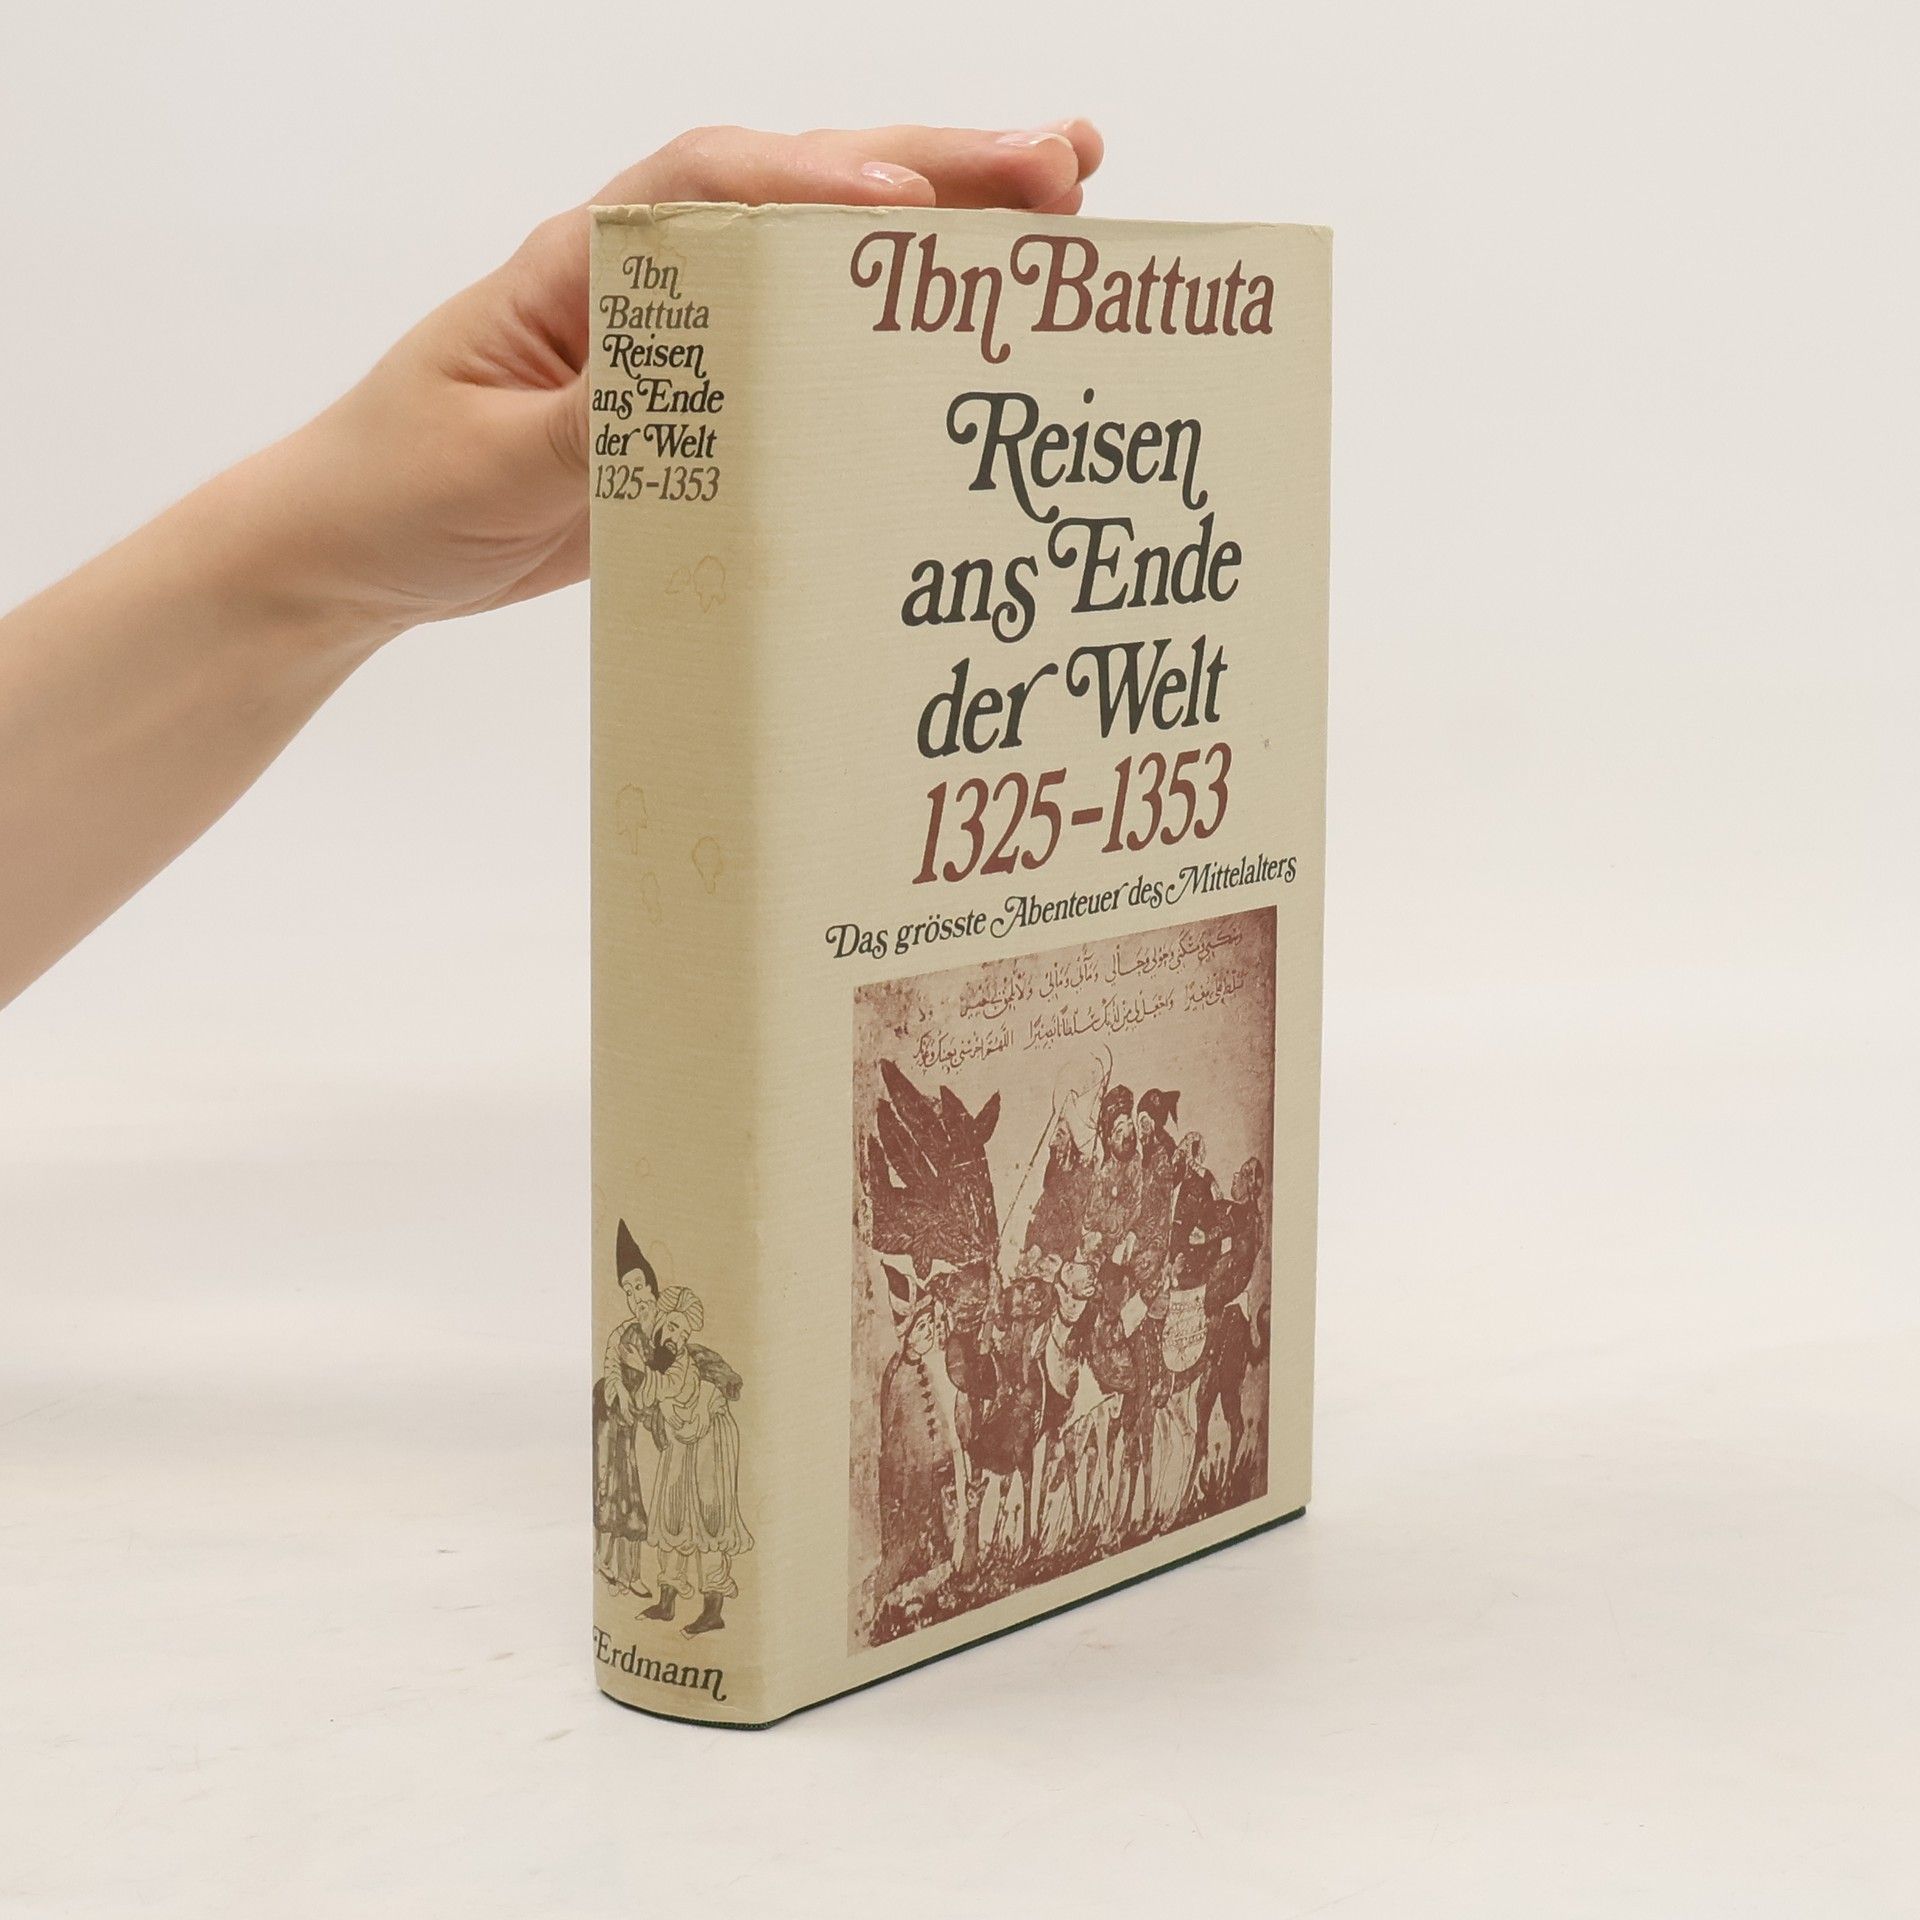 Ibn
Battuta
Reisen
ans Ende
der Welt
1325-1353
Erdmann
Ibn Battuta
Reisen
ans Ende
der Welt
1325-1353
Das grösste Abenteuer des Mittelalters